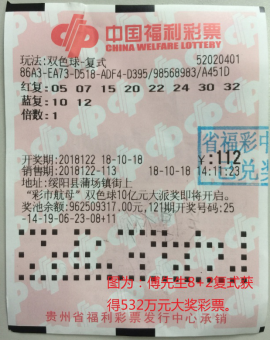 中国福利彩票
CHINA WELFARE LOTTERY
玩法:双色球-复式 52020401
86A3-EA73-D518-ADF4-D395/98568983/A451D
红复: 05 07 15 20 22 24 30 32
蓝复: 10 12
倍数: 1
省福彩中
已兑奖
开奖期:2018122 18-10-18 ¥:112
销售期:2018122-113 18-10-18 14:11:23
地址:绥阳县蒲场镇街上
“彩市航母”双色球10亿元大派奖即将开启。
奖池余额:962509317.00元,121期开奖号码:25
-14-19-06-23-08+11
图为:傅先生8+2复式获
得532万元大奖彩票。
贵州省福利彩票发行中心承销